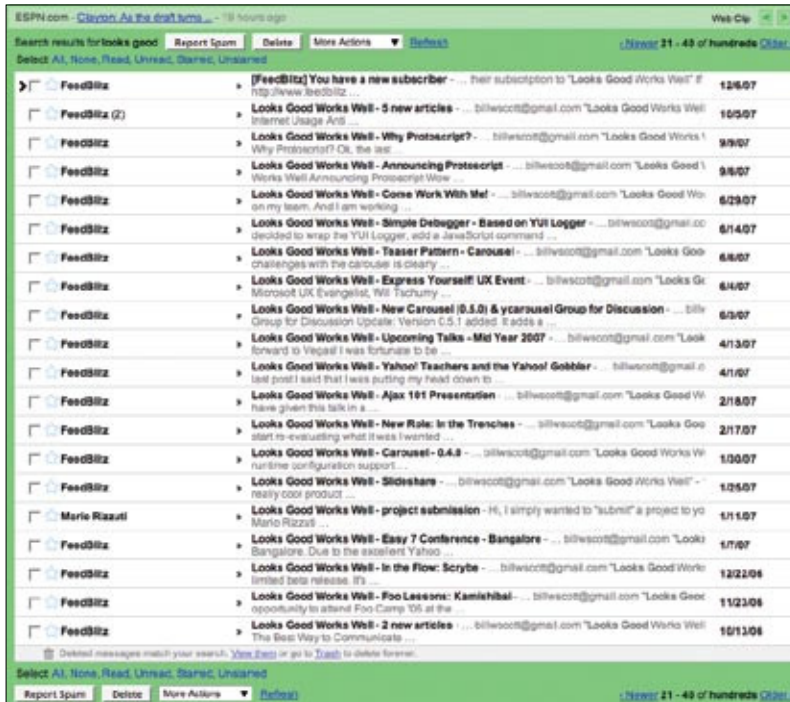 ESPN.com - Clayton: As the draft turns ... - 19 hours ago Web Clip < >
Search results for looks good Report Spam Delete More Actions ▼ Refresh ‹ Newer 21 - 40 of hundreds Older
Select: All, None, Read, Unread, Starred, Unstarred
FeedBlitz » [FeedBlitz] You have a new subscriber - ... their subscription to "Looks Good Works Well" If 12/6/07
http://www.feedblitz ...
FeedBlitz (2) » Looks Good Works Well - 5 new articles - ... billwscott@gmail.com "Looks Good Works Well 10/5/07
Internet Usage Anti ...
FeedBlitz » Looks Good Works Well - Why Protoscript? - ... billwscott@gmail.com "Looks Good Works 9/9/07
Why Protoscript? Ok, the last ...
FeedBlitz » Looks Good Works Well - Announcing Protoscript - ... billwscott@gmail.com "Looks Good 9/8/07
Works Well Announcing Protoscript Wow ...
FeedBlitz » Looks Good Works Well - Come Work With Me! - ... billwscott@gmail.com "Looks Good Wo 6/29/07
on my team. And I am working ...
FeedBlitz » Looks Good Works Well - Simple Debugger - Based on YUI Logger - ... billwscott@gmail.co 6/14/07
decided to wrap the YUI Logger, add a JavaScript command ...
FeedBlitz » Looks Good Works Well - Teaser Pattern - Carousel - ... billwscott@gmail.com "Looks Goo 6/6/07
challenges with the carousel is clearly ...
FeedBlitz » Looks Good Works Well - Express Yourself! UX Event - ... billwscott@gmail.com "Looks G 6/4/07
Microsoft UX Evangelist, Will Tschumy ...
FeedBlitz » Looks Good Works Well - New Carousel (0.5.0) & ycarousel Group for Discussion - ... billw 6/3/07
Group for Discussion Update: Version 0.5.1 added. It adds a ...
FeedBlitz » Looks Good Works Well - Upcoming Talks - Mid Year 2007 - ... billwscott@gmail.com "Look 4/13/07
forward to Vegas! I was fortunate to be ...
FeedBlitz » Looks Good Works Well - Yahoo! Teachers and the Yahoo! Gobbler - ... billwscott@gmail.c 4/1/07
last post I said that I was putting my head down to ...
FeedBlitz » Looks Good Works Well - Ajax 101 Presentation - ... billwscott@gmail.com "Looks Good W 2/18/07
have given this talk in a ...
FeedBlitz » Looks Good Works Well - New Role: In the Trenches - ... billwscott@gmail.com "Looks Goo 2/17/07
start re-evaluating what it was I wanted ...
FeedBlitz » Looks Good Works Well - Carousel - 0.4.0 - ... billwscott@gmail.com "Looks Good Works W 1/30/07
runtime configuration support ...
FeedBlitz » Looks Good Works Well - Slideshare - ... billwscott@gmail.com "Looks Good Works Well" - 1/25/07
really cool product ...
Mario Rizzuti » Looks Good Works Well - project submission - Hi, I simply wanted to "submit" a project to yo 1/11/07
Mario Rizzuti ...
FeedBlitz » Looks Good Works Well - Easy 7 Conference - Bangalore - ... billwscott@gmail.com "Looks 1/7/07
Bangalore. Due to the excellent Yahoo ...
FeedBlitz » Looks Good Works Well - In the Flow: Scrybe - ... billwscott@gmail.com "Looks Good Works 12/22/06
limited beta release. It's ...
FeedBlitz » Looks Good Works Well - Foo Lessons: Kamishibai - ... billwscott@gmail.com "Looks Good 11/23/06
opportunity to attend Foo Camp '06 at the ...
FeedBlitz » Looks Good Works Well - 2 new articles - ... billwscott@gmail.com "Looks Good Works Well 10/13/06
The Best Way to Communicate ...
Deleted messages match your search. View them or go to Trash to delete forever.
Select: All, None, Read, Unread, Starred, Unstarred
Report Spam Delete More Actions ▼ Refresh ‹ Newer 21 - 40 of hundreds Older